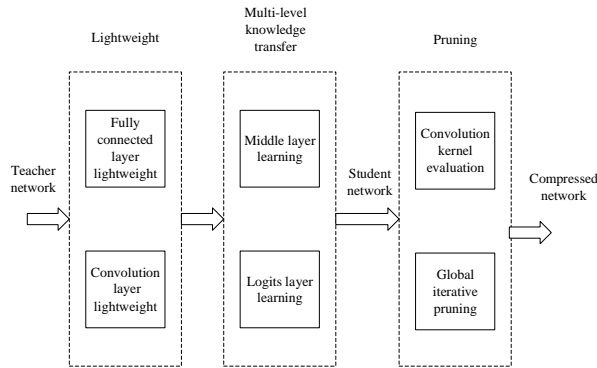 Lightweight
Multi-level
knowledge
transfer
Pruning
Fully
connected
layer
lightweight
Middle layer
learning
Convolution
kernel
evaluation
Teacher
network
Student
network
Compressed
network
Convolution
layer
lightweight
Logits layer
learning
Global
iterative
pruning